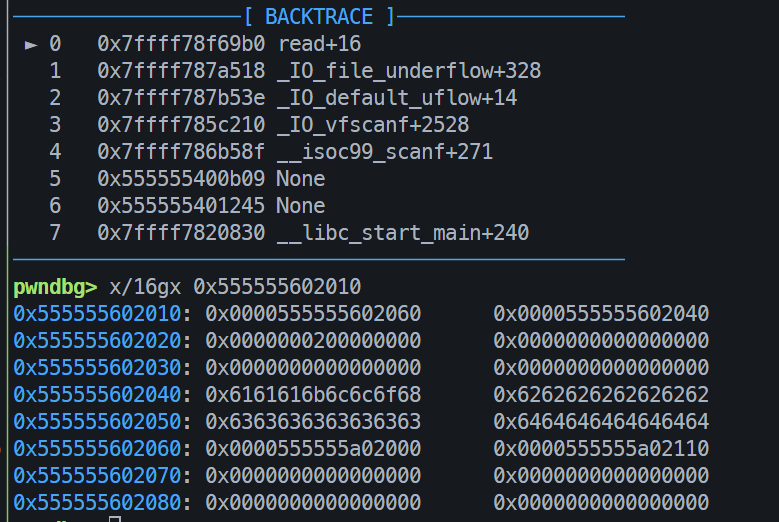 [ BACKTRACE ]
► 0 0x7ffff78f69b0 read+16
1 0x7ffff787a518 _IO_file_underflow+328
2 0x7ffff787b53e _IO_default_uflow+14
3 0x7ffff785c210 _IO_vfscanf+2528
4 0x7ffff786b58f __isoc99_scanf+271
5 0x555555400b09 None
6 0x555555401245 None
7 0x7ffff7820830 __libc_start_main+240
pwndbg> x/16gx 0x555555602010
0x555555602010: 0x0000555555602060 0x0000555555602040
0x555555602020: 0x0000000200000000 0x0000000000000000
0x555555602030: 0x0000000000000000 0x0000000000000000
0x555555602040: 0x6161616b6c6c6f68 0x6262626262626262
0x555555602050: 0x6363636363636363 0x6464646464646464
0x555555602060: 0x0000555555a02000 0x0000555555a02110
0x555555602070: 0x0000000000000000 0x0000000000000000
0x555555602080: 0x0000000000000000 0x0000000000000000